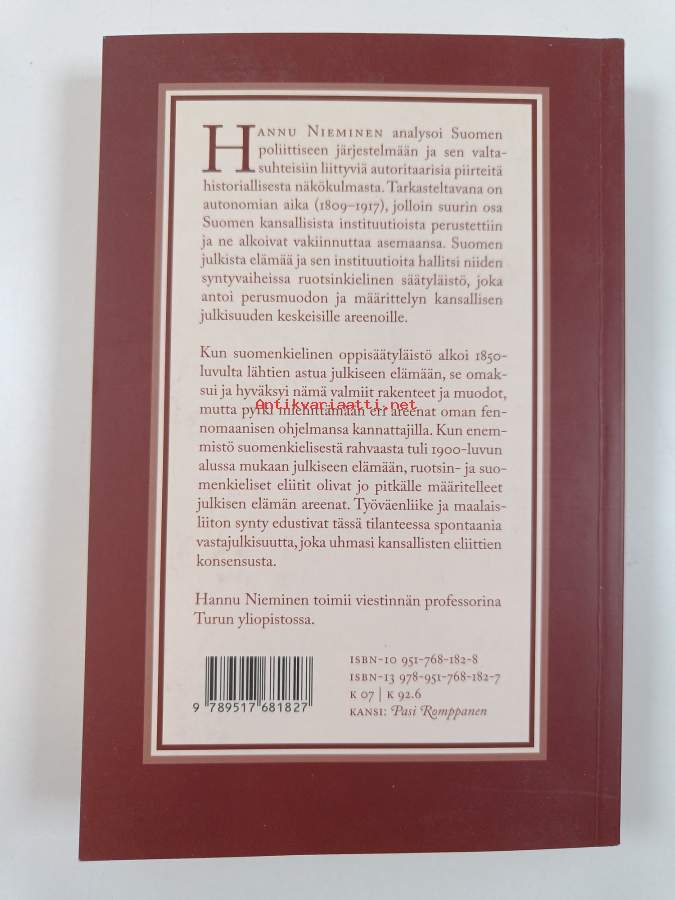 HANNU NIEMINEN analysoi Suomen
poliittiseen järjestelmään ja sen valta-
suhteisiin liittyviä autoritaarisia piirteitä
historiallisesta näkökulmasta. Tarkasteltavana on
autonomian aika (1809–1917), jolloin suurin osa
Suomen kansallisista instituutioista perustettiin
ja ne alkoivat vakiinnuttaa asemaansa. Suomen
julkista elämää ja sen instituutioita hallitsi niiden
syntyvaiheissa ruotsinkielinen säätyläistö, joka
antoi perusmuodon ja määrittelyn kansallisen
julkisuuden keskeisille areenoille.
Kun suomenkielinen oppisäätyläistö alkoi 1850-
luvulta lähtien astua julkiseen elämään, se omak-
sui ja hyväksyi nämä valmiit rakenteet ja muodot,
Antikvariaatti.net
mutta pyrki miehittämään eri areenat oman fen-
nomaanisen ohjelmansa kannattajilla. Kun enem-
mistö suomenkielisestä rahvaasta tuli 1900-luvun
alussa mukaan julkiseen elämään, ruotsin- ja suo-
menkieliset eliitit olivat jo pitkälle määritelleet
julkisen elämän areenat. Työväenliike ja maalais-
liiton synty edustivat tässä tilanteessa spontaania
vastajulkisuutta, joka uhmasi kansallisten eliittien
konsensusta.
Hannu Nieminen toimii viestinnän professorina
Turun yliopistossa.
ISBN-10 951-768-182-8
ISBN-13 978-951-768-182-7
K 07 | K 92.6
KANSI: Pasi Romppanen
9 789517 681827